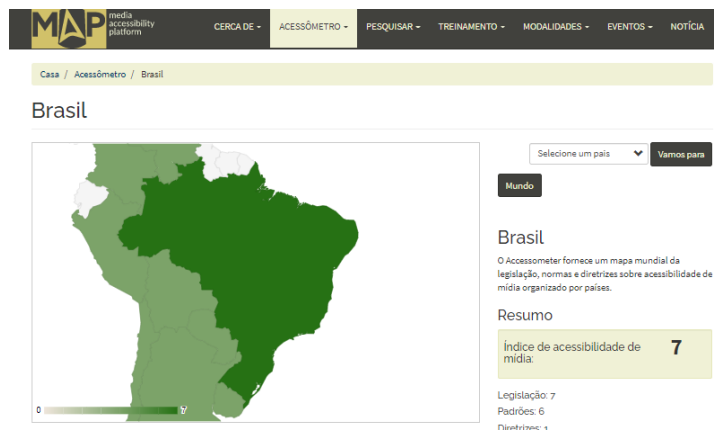 MAP media accessibility platform
CERCA DE
ACESSÔMETRO
PESQUISAR
TREINAMENTO
MODALIDADES
EVENTOS
NOTÍCIA
Casa / Acessômetro / Brasil
Brasil
Selecione um país
Vamos para
Mundo
Brasil
O Accessometer fornece um mapa mundial da
legislação, normas e diretrizes sobre acessibilidade de
mídia organizado por países.
Resumo
Índice de acessibilidade de
mídia:
7
Legislação: 7
Padrões: 6
Diretrizes: 1
0
7